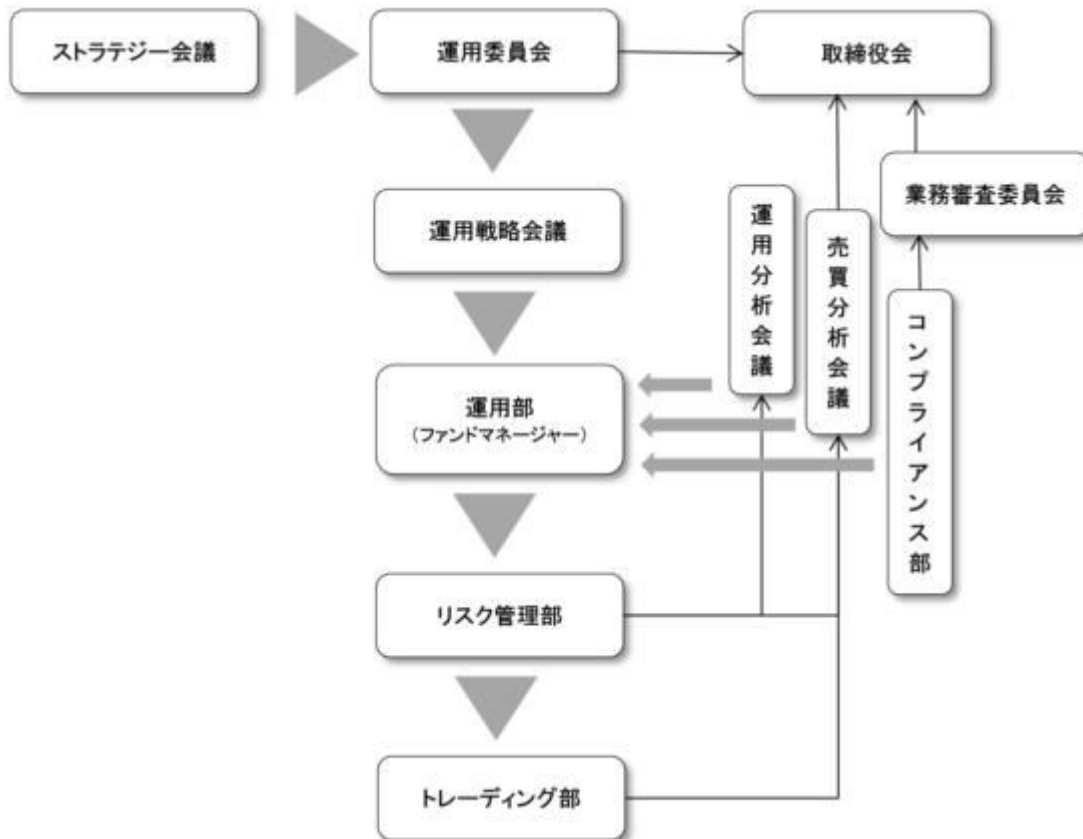 ストラテジー会議
運用委員会
取締役会
業務審査委員会
運用戦略会議
運用分析会議
売買分析会議
コンプライアンス部
運用部
(ファンドマネージャー)
リスク管理部
トレーディング部